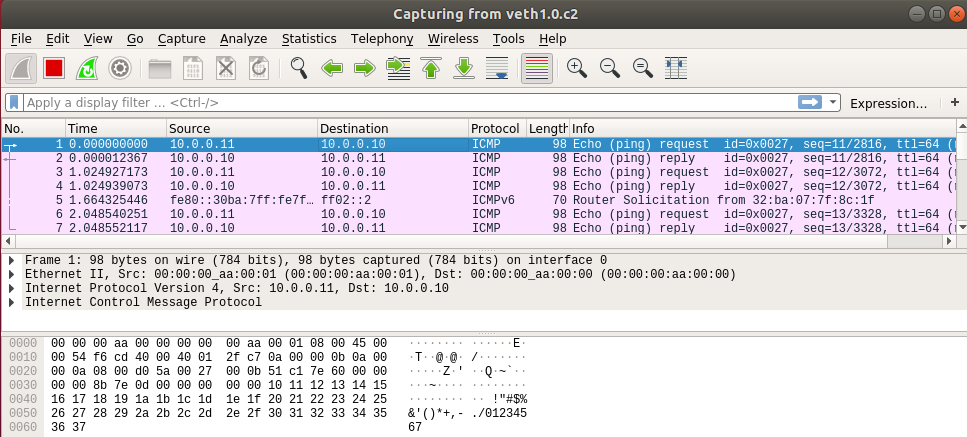 Capturing from veth1.0.c2
File Edit View Go Capture Analyze Statistics Telephony Wireless Tools Help
Apply a display filter … <Ctrl-/> Expression… +
No. Time Source Destination Protocol Length Info
1 0.000000000 10.0.0.11 10.0.0.10 ICMP 98 Echo (ping) request id=0x0027, seq=11/2816, ttl=64
2 0.000012367 10.0.0.10 10.0.0.11 ICMP 98 Echo (ping) reply id=0x0027, seq=11/2816, ttl=64
3 1.024927173 10.0.0.11 10.0.0.10 ICMP 98 Echo (ping) request id=0x0027, seq=12/3072, ttl=64
4 1.024939073 10.0.0.10 10.0.0.11 ICMP 98 Echo (ping) reply id=0x0027, seq=12/3072, ttl=64
5 1.664325446 fe80::30ba:7ff:fe7f… ff02::2 ICMPv6 70 Router Solicitation from 32:ba:07:7f:8c:1f
6 2.048540251 10.0.0.11 10.0.0.10 ICMP 98 Echo (ping) request id=0x0027, seq=13/3328, ttl=64
7 2.048552117 10.0.0.10 10.0.0.11 ICMP 98 Echo (ping) reply id=0x0027, seq=13/3328, ttl=64
Frame 1: 98 bytes on wire (784 bits), 98 bytes captured (784 bits) on interface 0
Ethernet II, Src: 00:00:00_aa:00:01 (00:00:00:aa:00:01), Dst: 00:00:00_aa:00:00 (00:00:00:aa:00:00)
Internet Protocol Version 4, Src: 10.0.0.11, Dst: 10.0.0.10
Internet Control Message Protocol
0000 00 00 00 aa 00 00 00 00 00 aa 00 01 08 00 45 00 ········ ······E·
0010 00 54 f6 cd 40 00 40 01 2f c7 0a 00 00 0b 0a 00 ·T··@·@· /·······
0020 00 0a 08 00 d0 5a 00 27 00 0b 51 c1 7e 60 00 00 ·····Z·' ··Q·~`··
0030 00 00 8b 7e 0d 00 00 00 00 00 10 11 12 13 14 15 ···~···· ········
0040 16 17 18 19 1a 1b 1c 1d 1e 1f 20 21 22 23 24 25 ········ ·· !"#$%
0050 26 27 28 29 2a 2b 2c 2d 2e 2f 30 31 32 33 34 35 &'()*+,- ./012345
0060 36 37 67